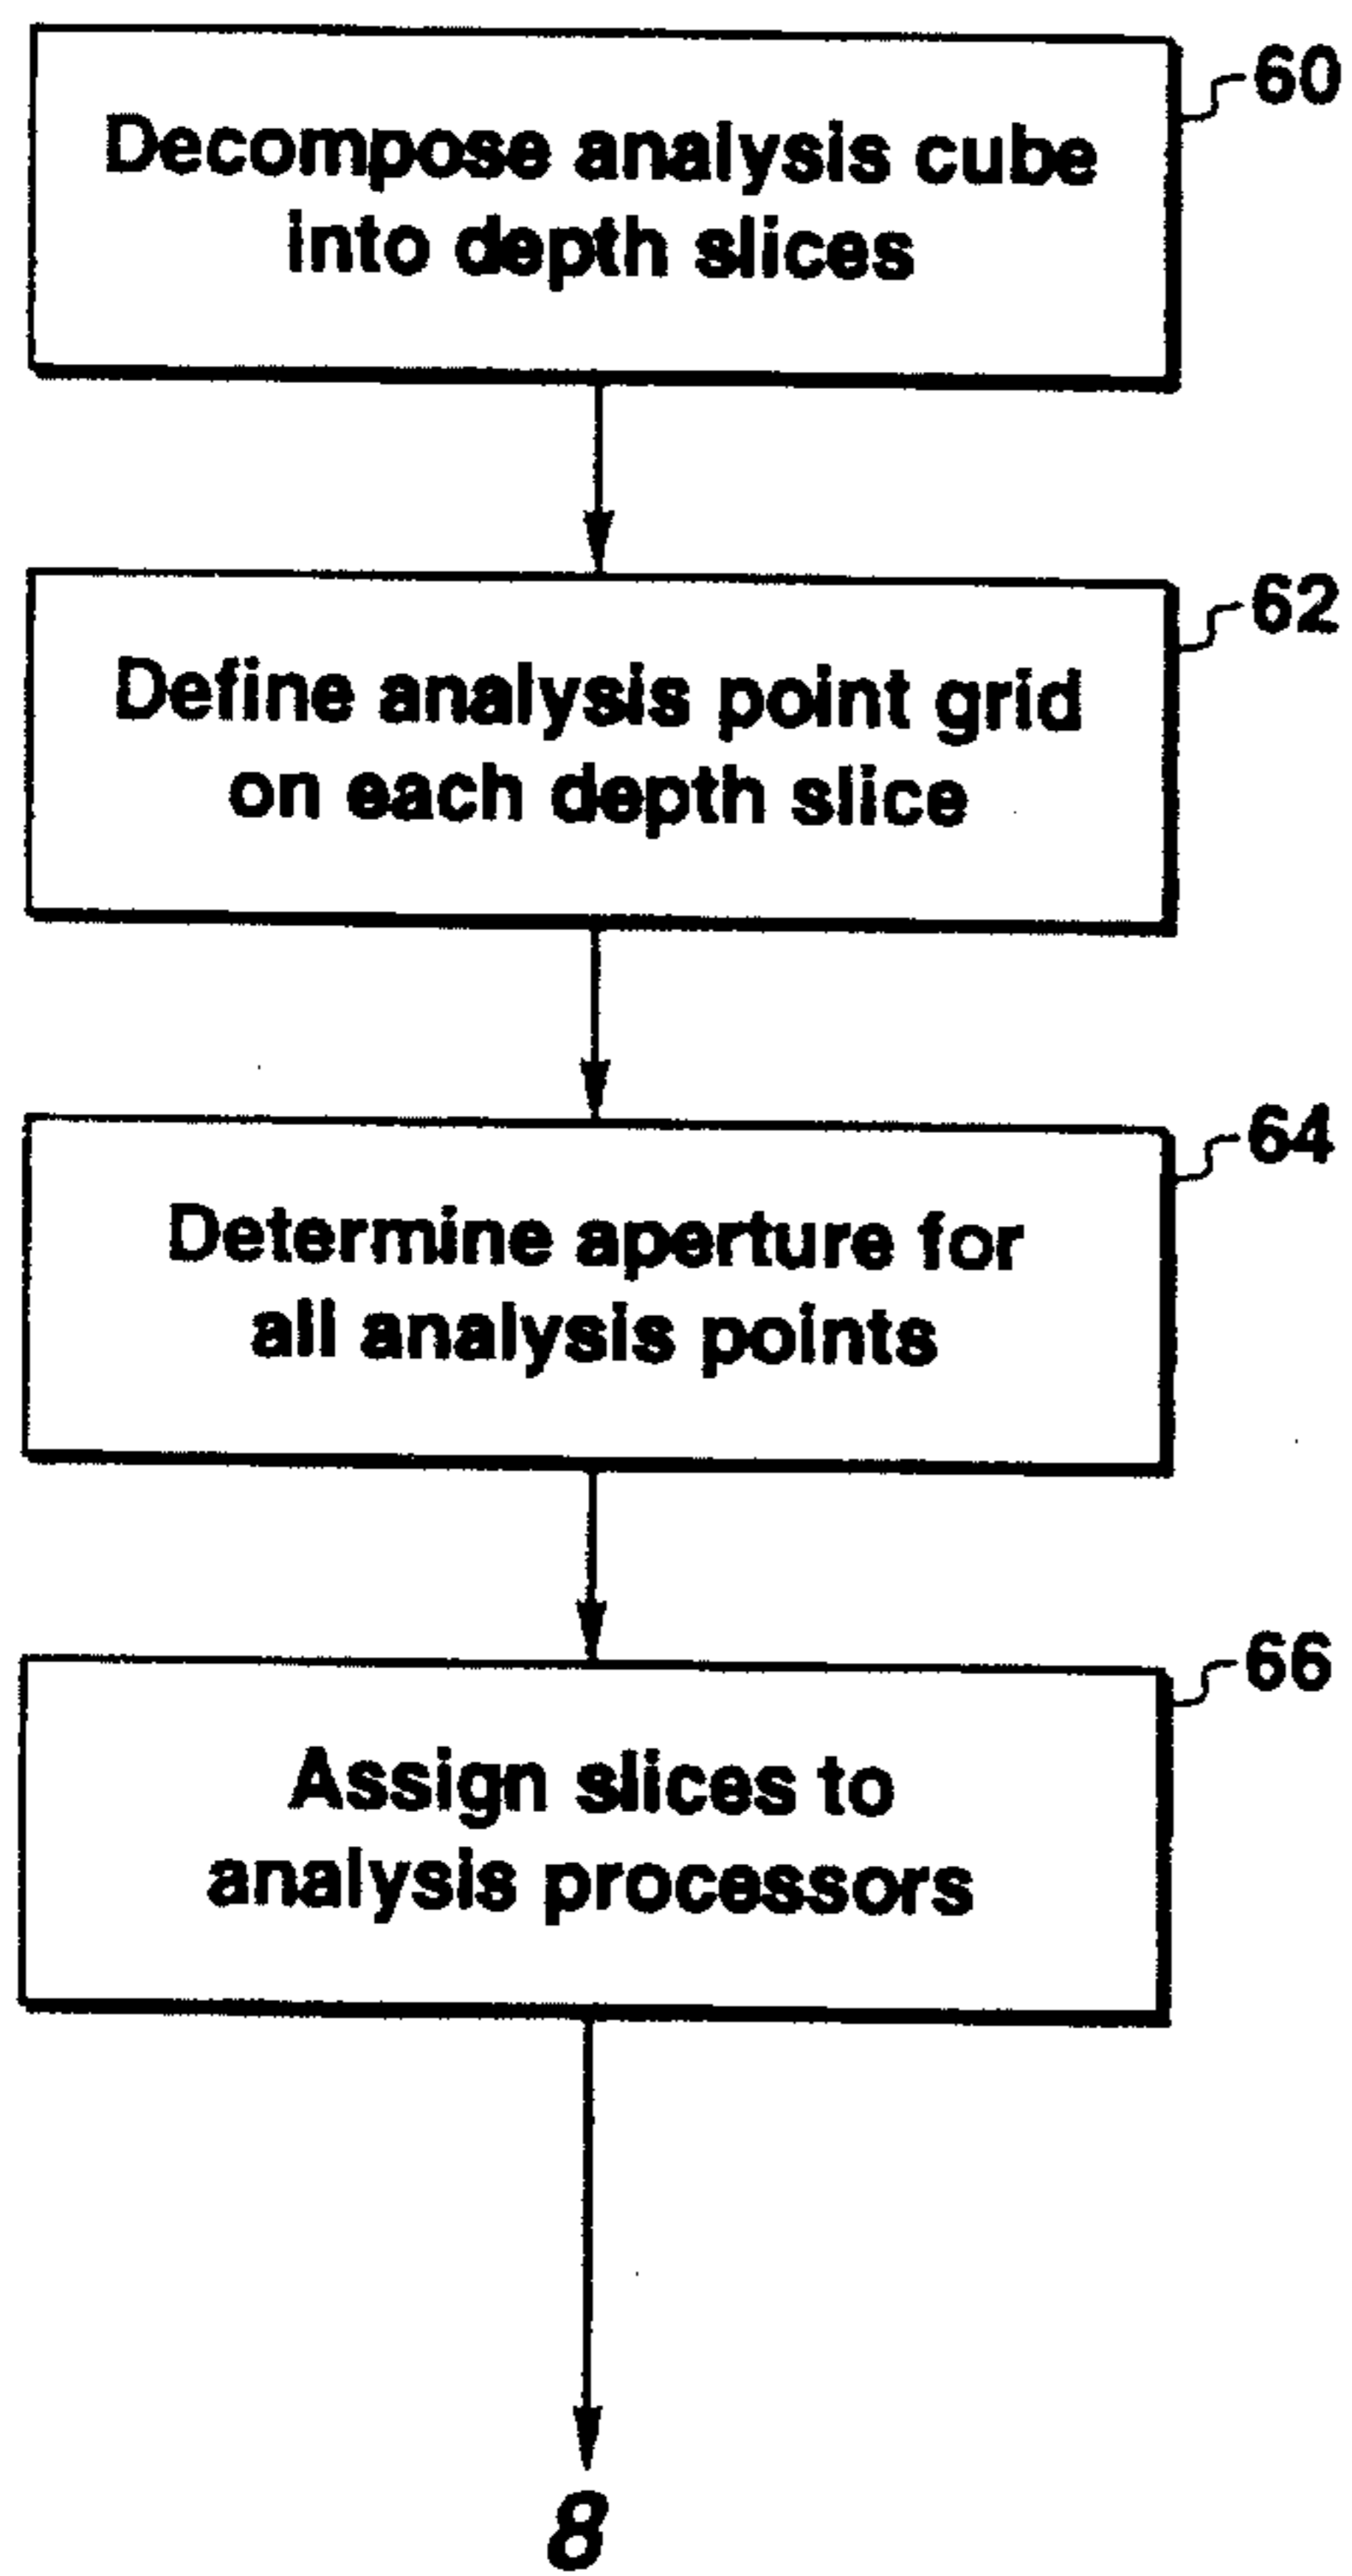 Decompose analysis cube
into depth slices
60
Define analysis point grid
on each depth slice
62
Determine aperture for
all analysis points
64
Assign slices to
analysis processors
66
8